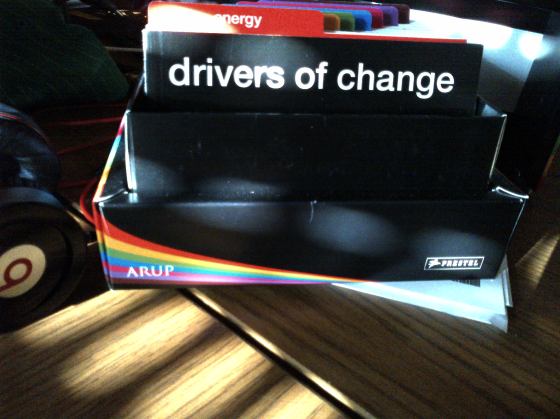 energy
drivers of change
ARUP
PRESTEL